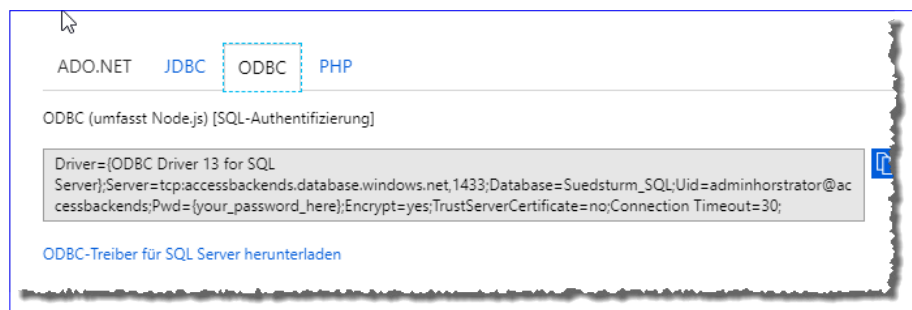 ADO.NET JDBC ODBC PHP
ODBC (umfasst Node.js) [SQL-Authentifizierung]
Driver={ODBC Driver 13 for SQL
Server};Server=tcp:accessbackends.database.windows.net,1433;Database=Suedsturm_SQL;Uid=adminhorstrator@ac
cessbackends;Pwd={your_password_here};Encrypt=yes;TrustServerCertificate=no;Connection Timeout=30;
ODBC-Treiber für SQL Server herunterladen